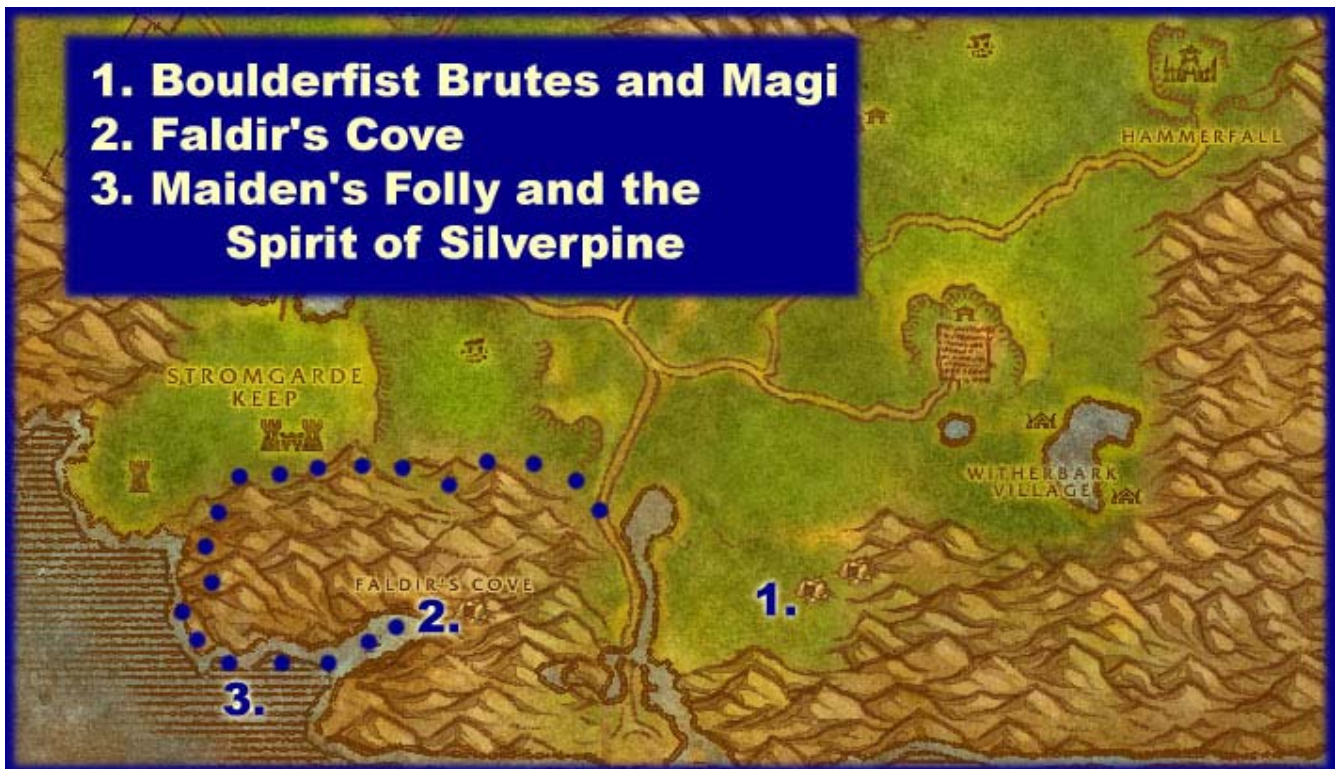 1. Boulderfist Brutes and Magi
2. Faldir's Cove
3. Maiden's Folly and the
Spirit of Silverpine
HAMMERFALL
STROMGARDE
KEEP
WITHERBARK
VILLAGE
FALDIR'S COVE
1.
2.
3.